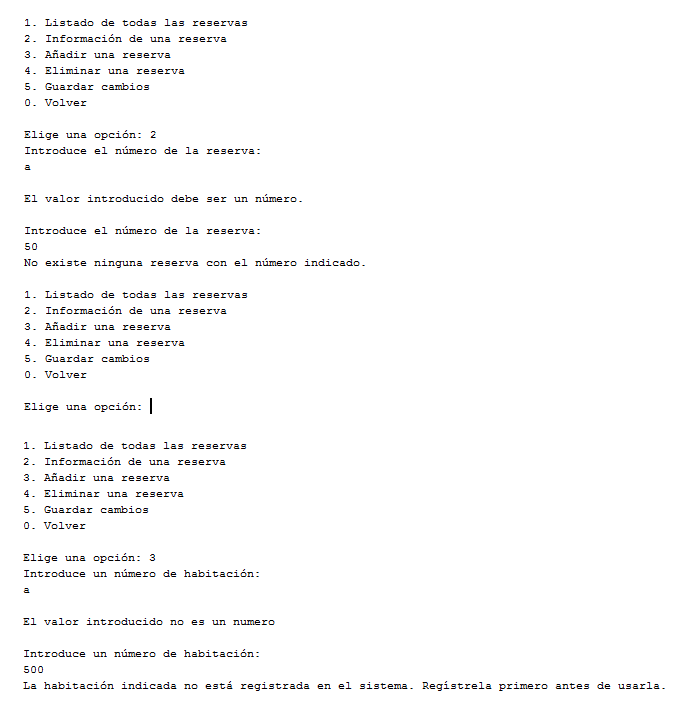 1. Listado de todas las reservas
2. Información de una reserva
3. Añadir una reserva
4. Eliminar una reserva
5. Guardar cambios
0. Volver
Elige una opción: 2
Introduce el número de la reserva:
a
El valor introducido debe ser un número.
Introduce el número de la reserva:
50
No existe ninguna reserva con el número indicado.
1. Listado de todas las reservas
2. Información de una reserva
3. Añadir una reserva
4. Eliminar una reserva
5. Guardar cambios
0. Volver
Elige una opción:
1. Listado de todas las reservas
2. Información de una reserva
3. Añadir una reserva
4. Eliminar una reserva
5. Guardar cambios
0. Volver
Elige una opción: 3
Introduce un número de habitación:
a
El valor introducido no es un numero
Introduce un número de habitación:
500
La habitación indicada no está registrada en el sistema. Regístrela primero antes de usarla.